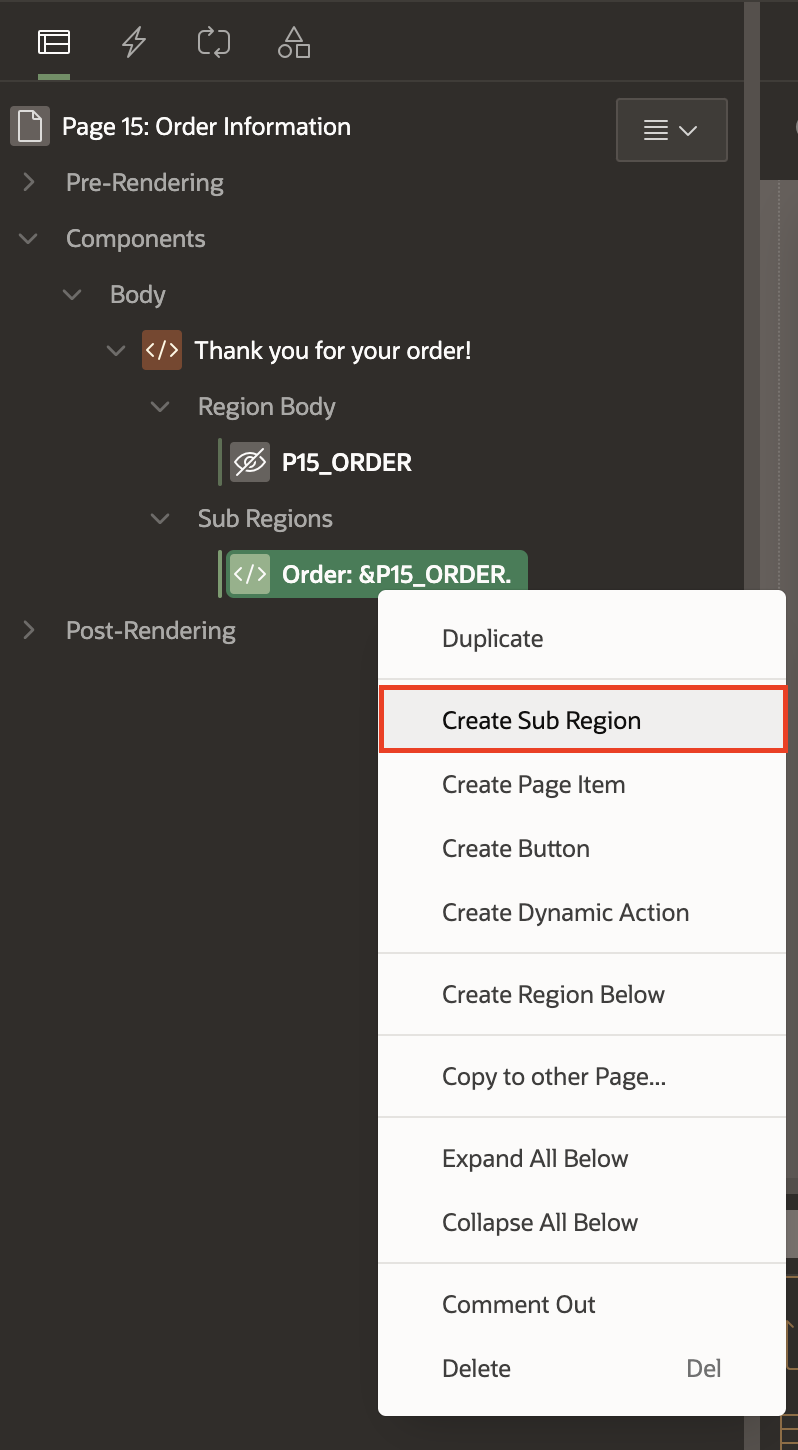 Page 15: Order Information
Pre-Rendering
Components
Body
</> Thank you for your order!
Region Body
P15_ORDER
Sub Regions
</> Order: &P15_ORDER.
Post-Rendering
Duplicate
Create Sub Region
Create Page Item
Create Button
Create Dynamic Action
Create Region Below
Copy to other Page...
Expand All Below
Collapse All Below
Comment Out
Delete Del